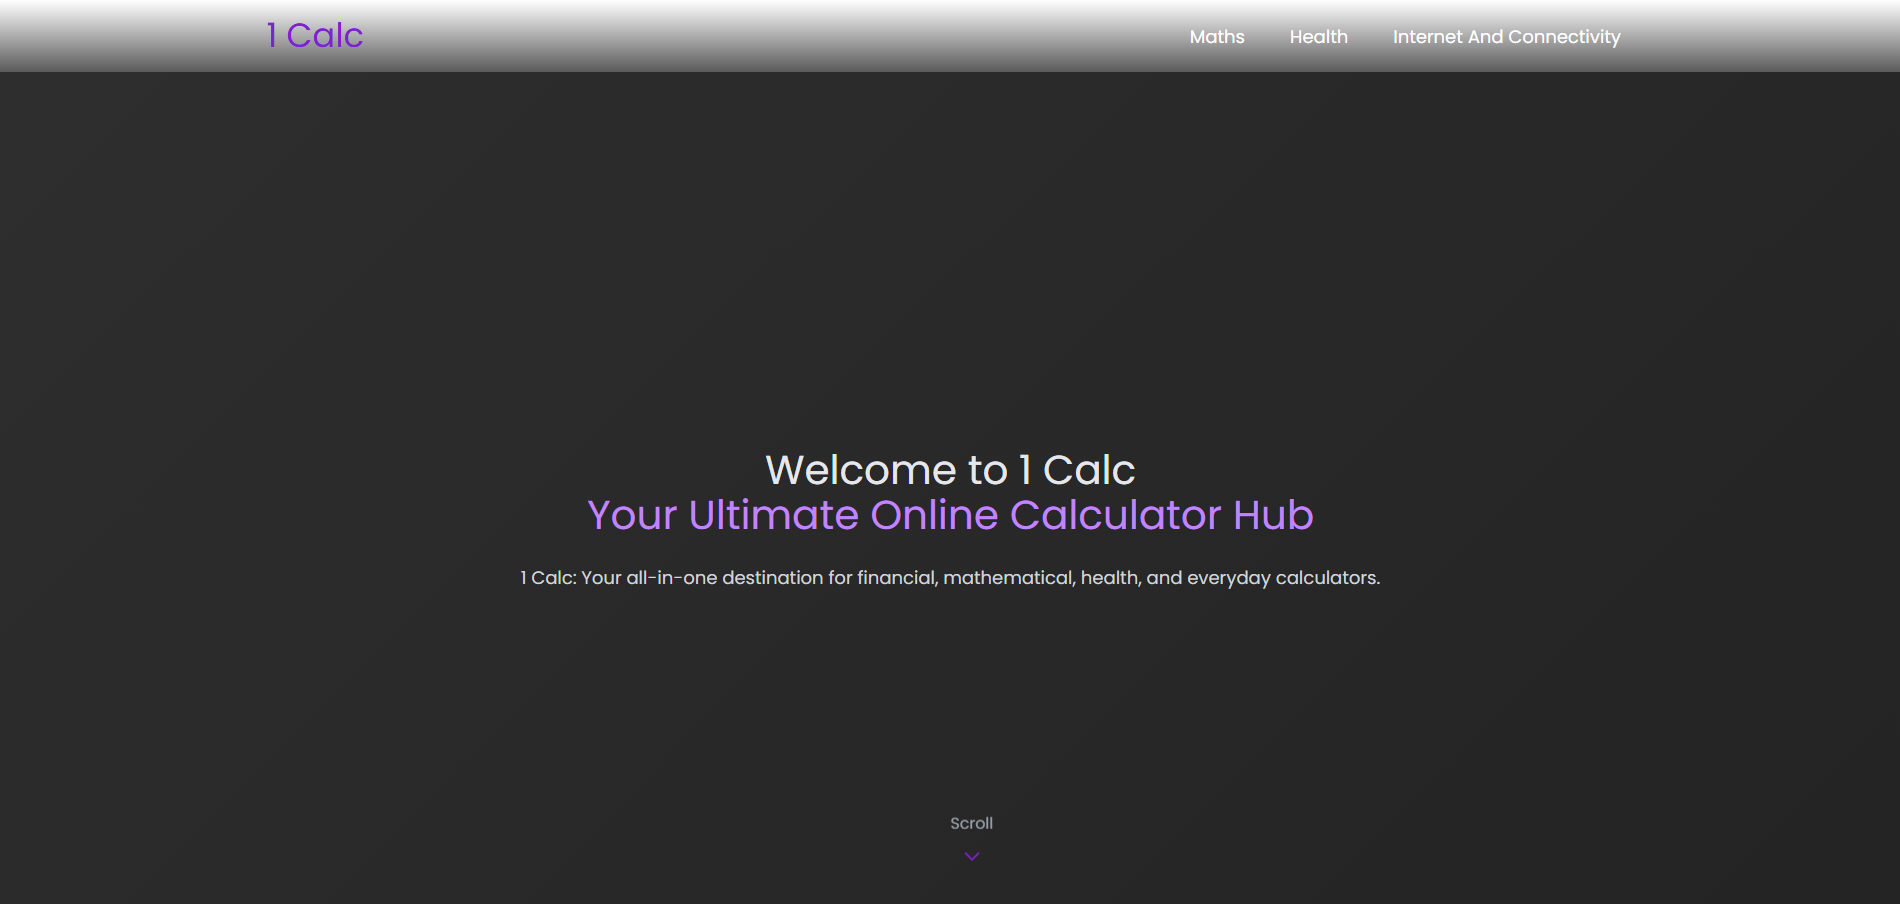 1 Calc
Maths Health Internet And Connectivity
Welcome to 1 Calc
Your Ultimate Online Calculator Hub
1 Calc: Your all-in-one destination for financial, mathematical, health, and everyday calculators.
Scroll